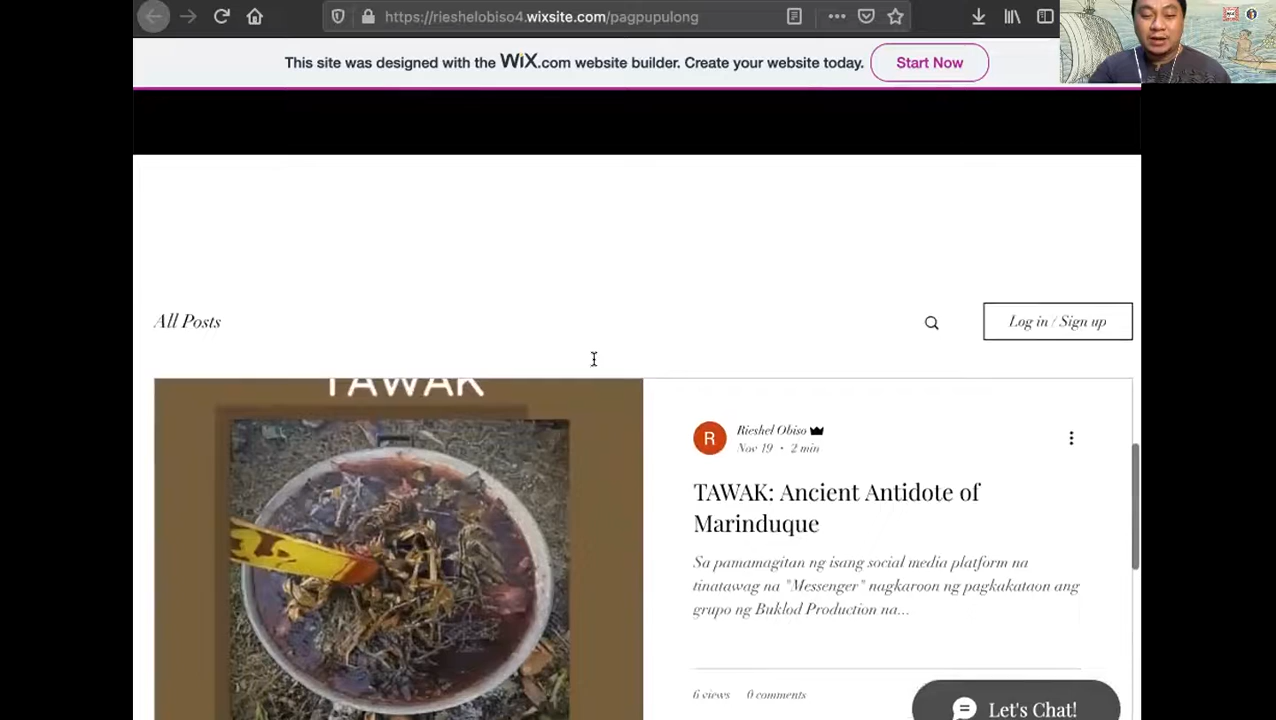 https://rieshelobiso4.wixsite.com/pagpupulong
This site was designed with the WiX.com website builder. Create your website today.
Start Now
All Posts
Log in / Sign up
TAWAK
R
Rieshel Obiso
Nov 19 · 2 min
TAWAK: Ancient Antidote of
Marinduque
Sa pamamagitan ng isang social media platform na
tinatawag na "Messenger" nagkaroon ng pagkakataon ang
grupo ng Buklod Production na...
6 views 0 comments
Let's Chat!